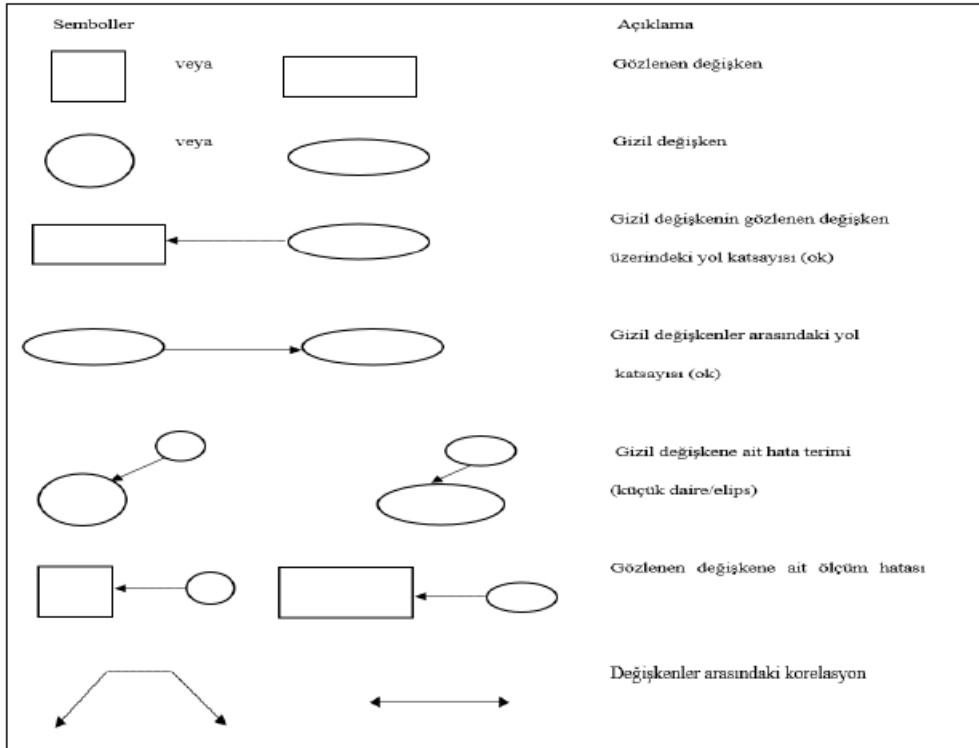 Semboller Açıklama
veya Gözlenen değişken
veya Gizil değişken
Gizil değişkenin gözlenen değişken
üzerindeki yol katsayısı (ok)
Gizil değişkenler arasındaki yol
katsayısı (ok)
Gizil değişkene ait hata terimi
(küçük daire/elips)
Gözlenen değişkene ait ölçüm hatası
Değişkenler arasındaki korelasyon